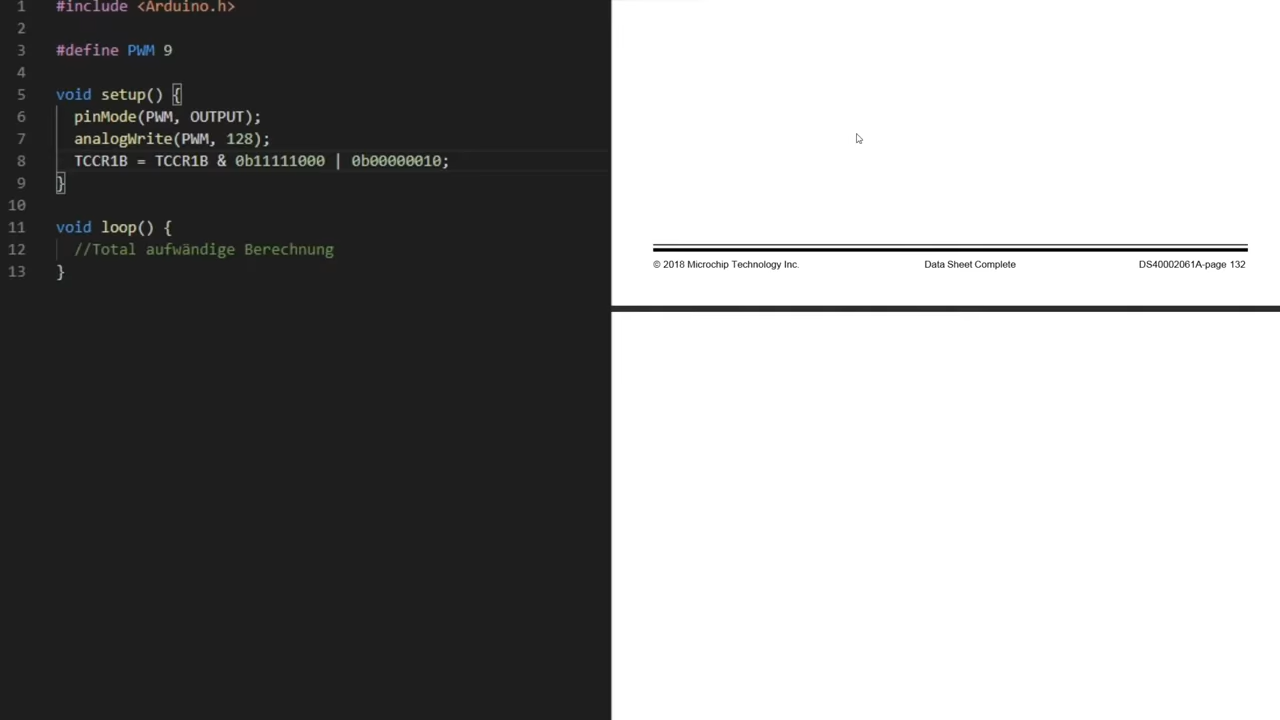 1 #include <Arduino.h>
2
3 #define PWM 9
4
5 void setup() {
6 pinMode(PWM, OUTPUT);
7 analogWrite(PWM, 128);
8 TCCR1B = TCCR1B & 0b11111000 | 0b00000010;
9 }
10
11 void loop() {
12 //Total aufwändige Berechnung
13 }
© 2018 Microchip Technology Inc. Data Sheet Complete DS40002061A-page 132